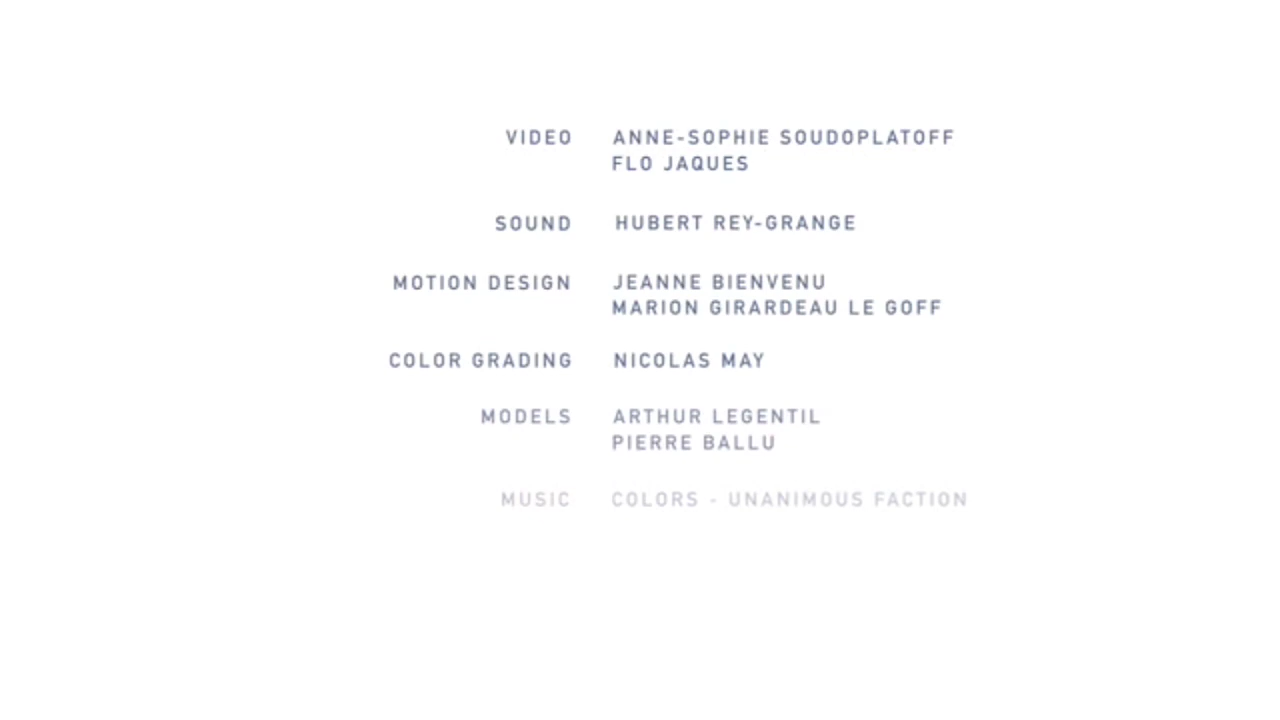 VIDEO ANNE-SOPHIE SOUDOPLATOFF
FLO JAQUES
SOUND HUBERT REY-GRANGE
MOTION DESIGN JEANNE BIENVENU
MARION GIRARDEAU LE GOFF
COLOR GRADING NICOLAS MAY
MODELS ARTHUR LEGENTIL
PIERRE BALLU
MUSIC COLORS - UNANIMOUS FACTION